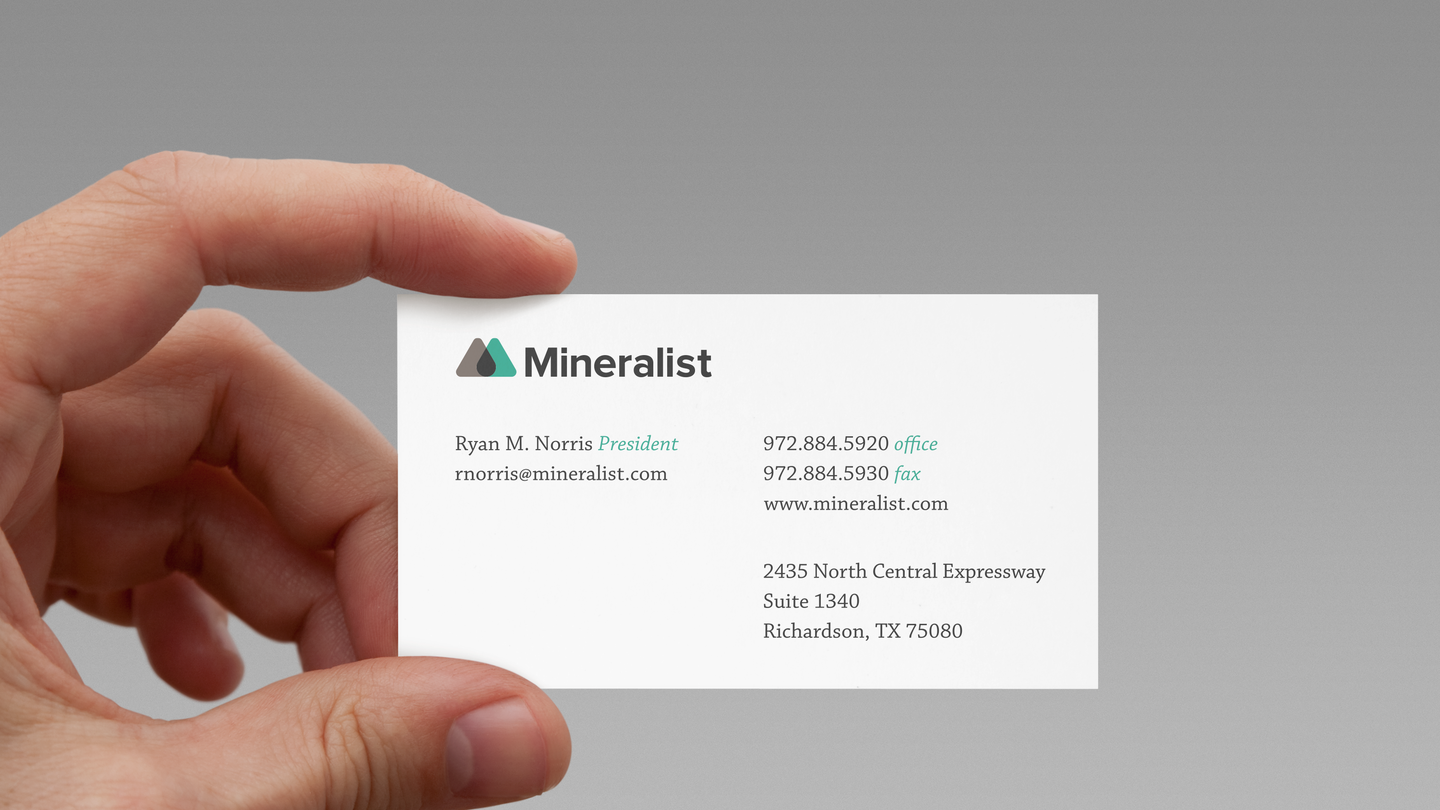 Mineralist
Ryan M. Norris President
rnorris@mineralist.com
972.884.5920 office
972.884.5930 fax
www.mineralist.com
2435 North Central Expressway
Suite 1340
Richardson, TX 75080